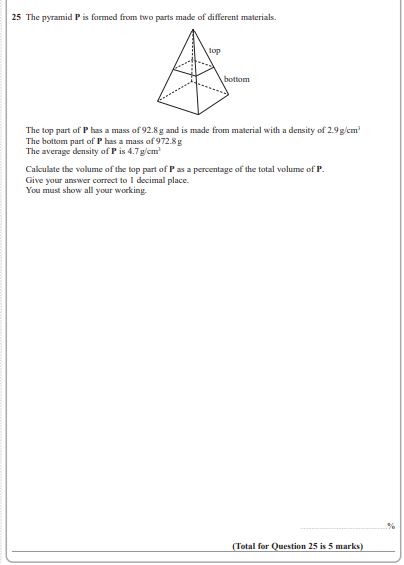 25 The pyramid P is formed from two parts made of different materials.
top
bottom
The top part of P has a mass of 92.8 g and is made from material with a density of 2.9 g/cm³
The bottom part of P has a mass of 972.8 g
The average density of P is 4.7 g/cm³
Calculate the volume of the top part of P as a percentage of the total volume of P.
Give your answer correct to 1 decimal place.
You must show all your working.
%
(Total for Question 25 is 5 marks)